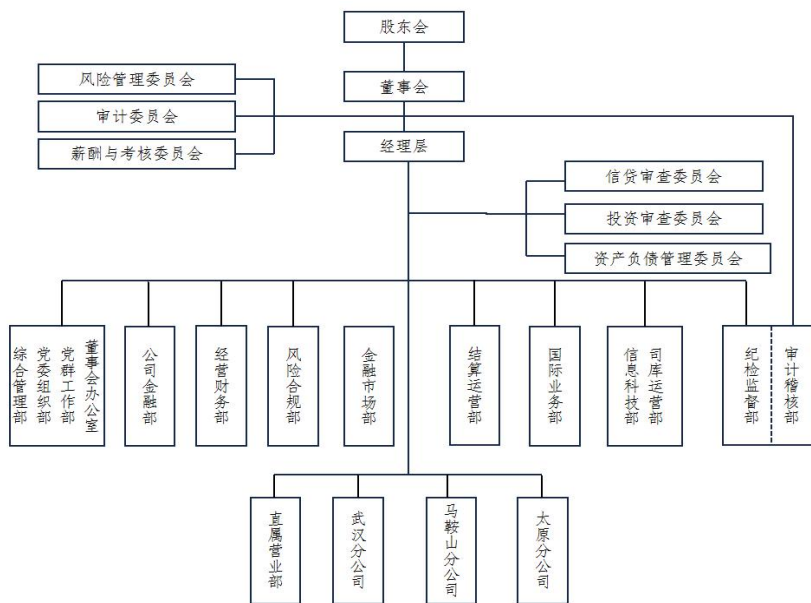 股东会
董事会
经理层
风险管理委员会
审计委员会
薪酬与考核委员会
信贷审查委员会
投资审查委员会
资产负债管理委员会
董事会办公室
党群工作部
党委组织部
综合管理部
公司金融部
经营财务部
风险合规部
金融市场部
结算运营部
国际业务部
司库运营部
信息科技部
纪检监督部
审计稽核部
直属营业部
武汉分公司
马鞍山分公司
太原分公司